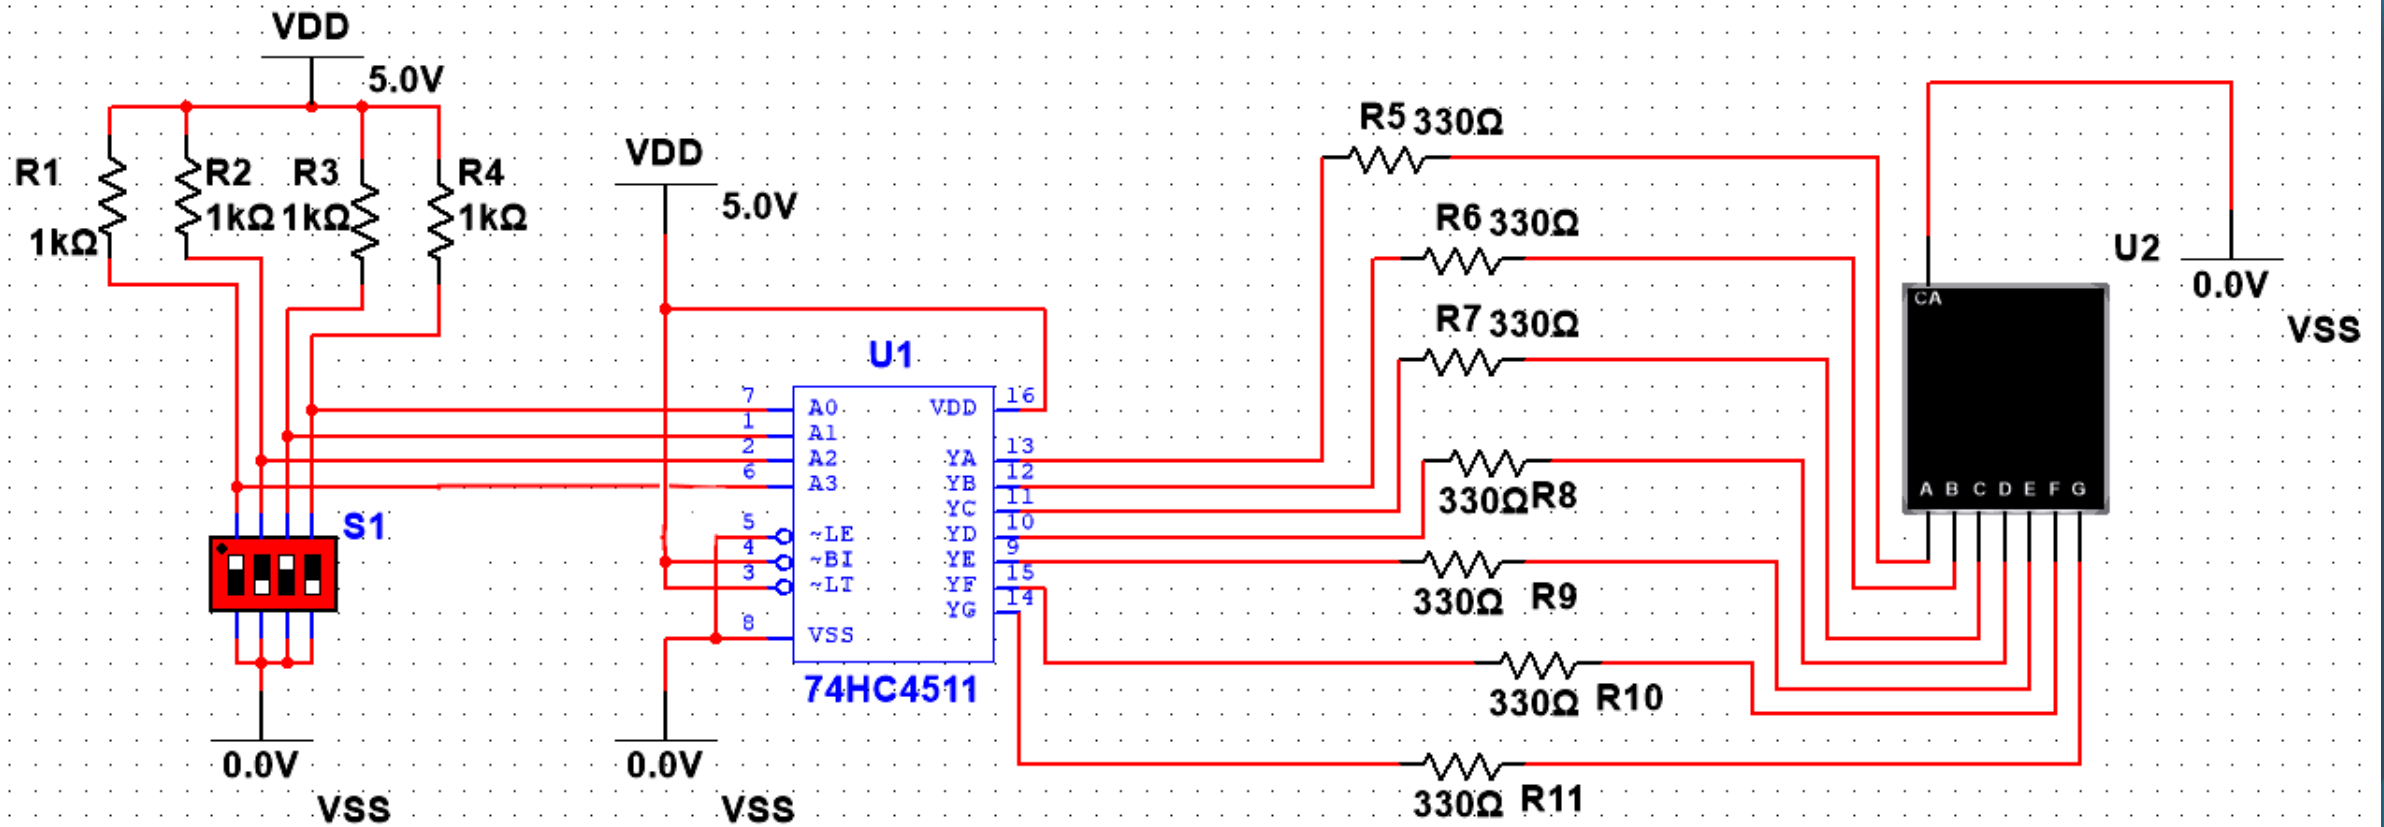 VDD
5.0V
R1
1kΩ
R2
1kΩ
R3
1kΩ
R4
1kΩ
S1
0.0V
VSS
VDD
5.0V
U1
7 A0
1 A1
2 A2
6 A3
5 ~LE
4 ~BI
3 ~LT
8 VSS
VDD 16
YA 13
YB 12
YC 11
YD 10
YE 9
YF 15
YG 14
74HC4511
0.0V
VSS
R5 330Ω
R6 330Ω
R7 330Ω
330Ω R8
330Ω R9
330Ω R10
330Ω R11
U2
CA
A B C D E F G
0.0V
VSS